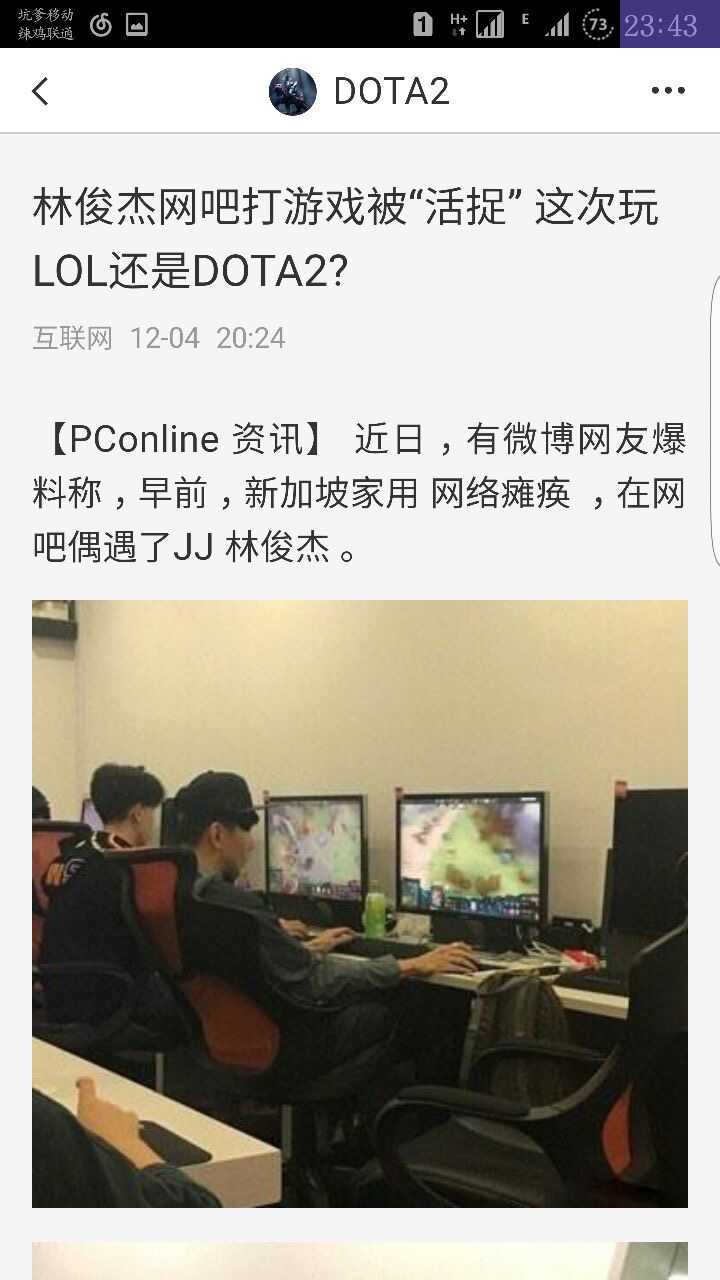 坑爹移动
辣鸡联通
1 H+ E 73 23:43
DOTA2
林俊杰网吧打游戏被“活捉” 这次玩
LOL还是DOTA2?
互联网 12-04 20:24
【PConline 资讯】 近日，有微博网友爆
料称，早前，新加坡家用 网络瘫痪 ，在网
吧偶遇了JJ 林俊杰 。